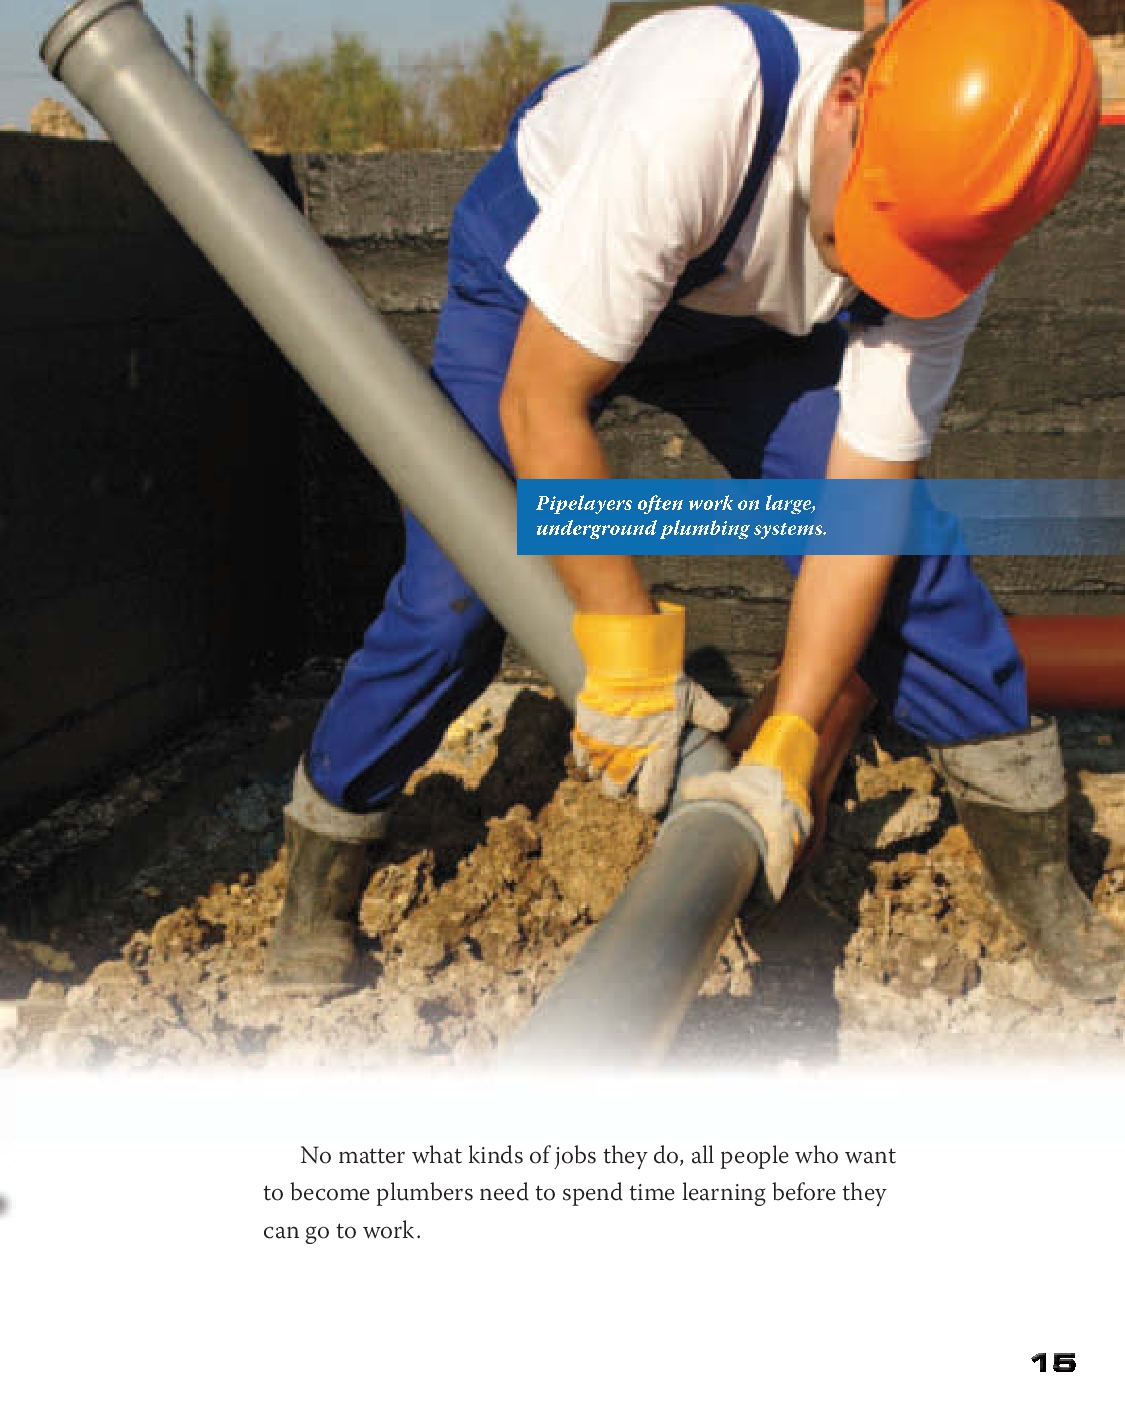 Pipelayers often work on large,
underground plumbing systems.
No matter what kinds of jobs they do, all people who want
to become plumbers need to spend time learning before they
can go to work.
15